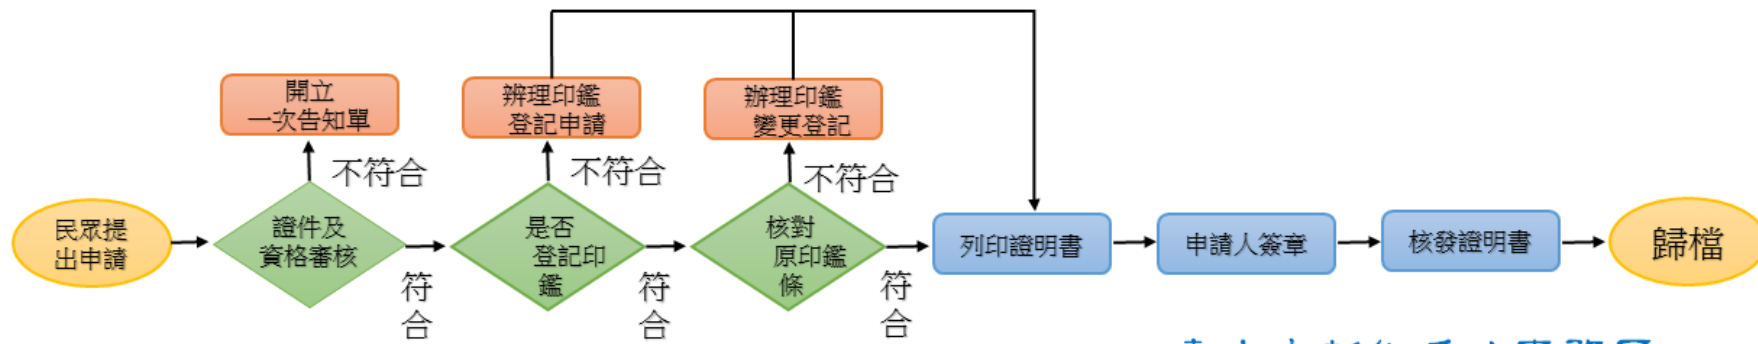 開立
一次告知單
辨理印鑑
登記申請
辦理印鑑
變更登記
不符合
不符合
不符合
民眾提
出申請
證件及
資格審核
是否
登記印
鑑
核對
原印鑑
條
列印證明書
申請人簽章
核發證明書
歸檔
符
合
符
合
符
合